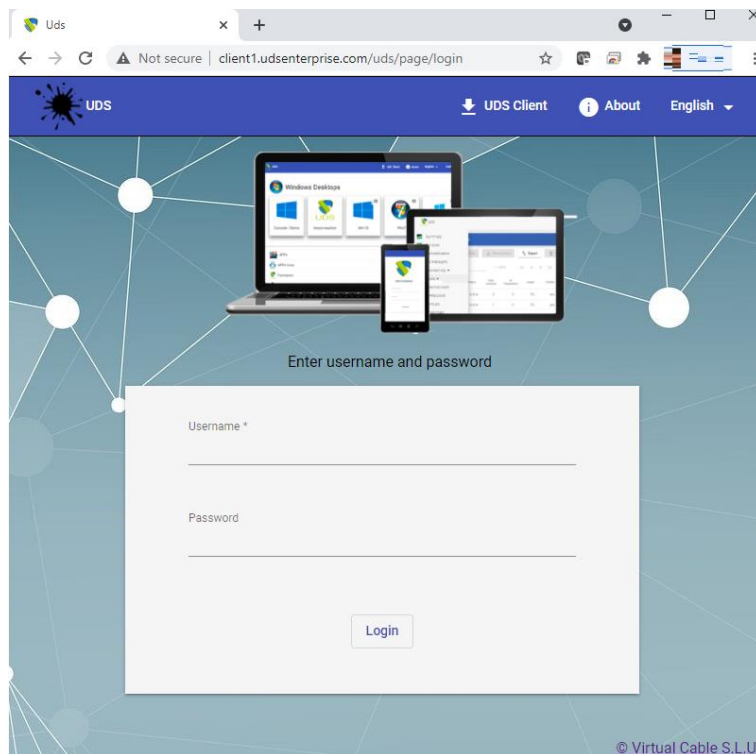 Uds
Not secure | client1.udsenterprise.com/uds/page/login
UDS
UDS Client
About
English
Windows Desktops
UDS
Enter username and password
Username *
Password
Login
© Virtual Cable S.L.U